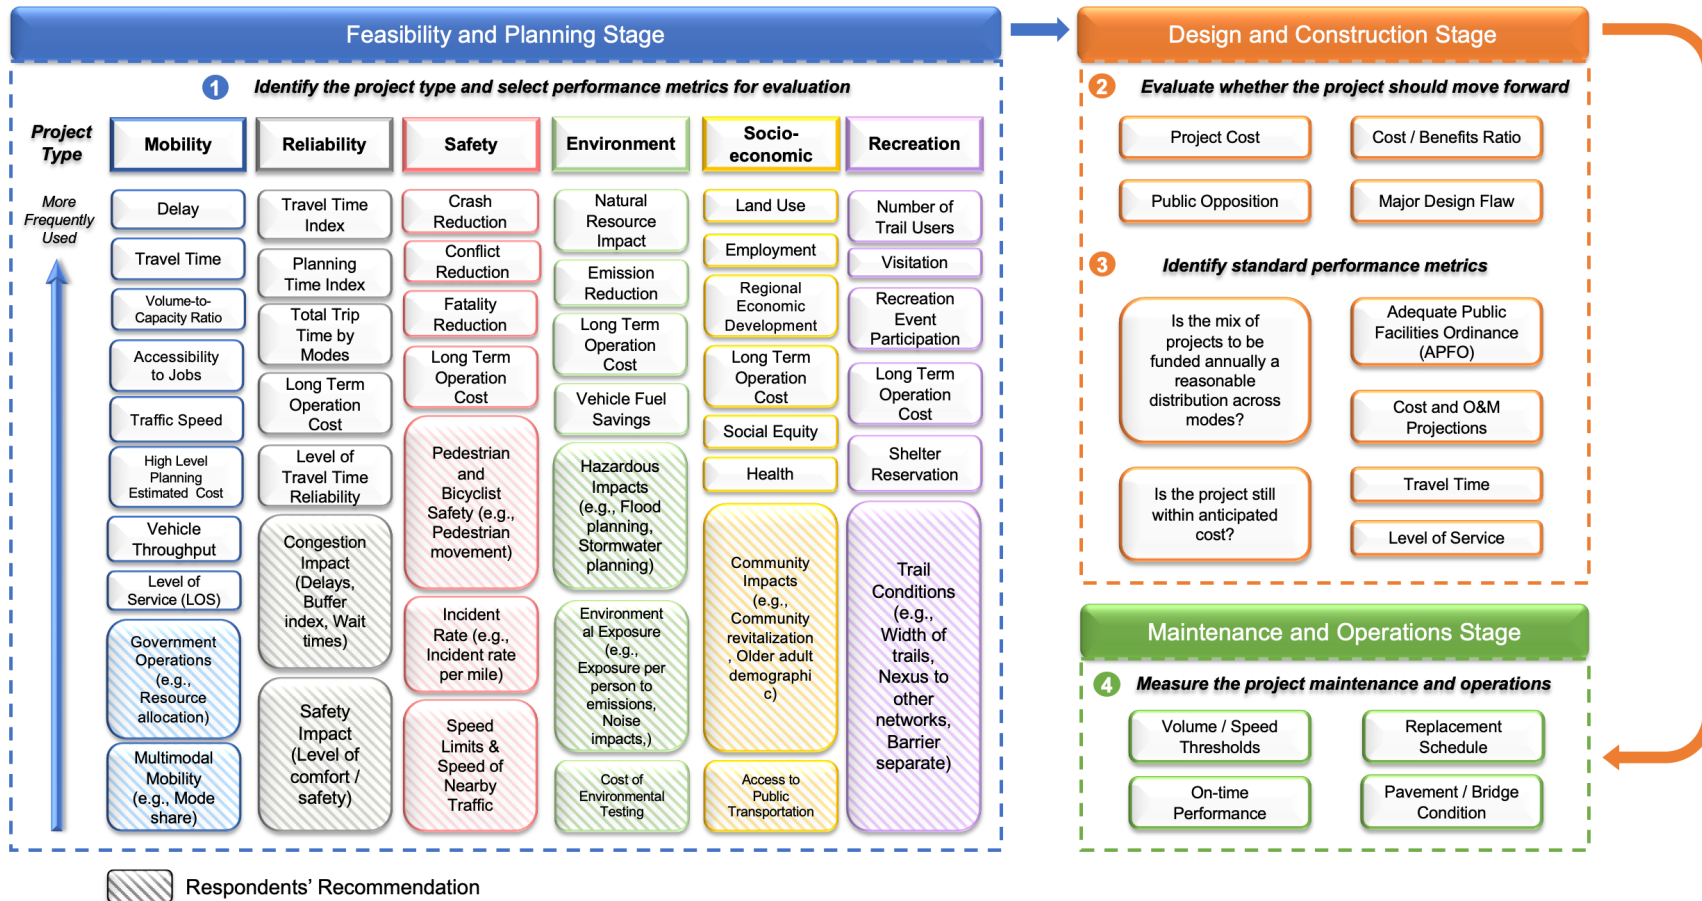 Feasibility and Planning Stage
1
Identify the project type and select performance metrics for evaluation
Project
Type
More
Frequently
Used
Mobility
Delay
Travel Time
Volume-to-
Capacity Ratio
Accessibility
to Jobs
Traffic Speed
High Level
Planning
Estimated Cost
Vehicle
Throughput
Level of
Service (LOS)
Government
Operations
(e.g.,
Resource
allocation)
Multimodal
Mobility
(e.g., Mode
share)
Reliability
Travel Time
Index
Planning
Time Index
Total Trip
Time by
Modes
Long Term
Operation
Cost
Level of
Travel Time
Reliability
Congestion
Impact
(Delays,
Buffer
index, Wait
times)
Safety
Impact
(Level of
comfort /
safety)
Safety
Crash
Reduction
Conflict
Reduction
Fatality
Reduction
Long Term
Operation
Cost
Pedestrian
and
Bicyclist
Safety (e.g.,
Pedestrian
movement)
Incident
Rate (e.g.,
Incident rate
per mile)
Speed
Limits &
Speed of
Nearby
Traffic
Environment
Natural
Resource
Impact
Emission
Reduction
Long Term
Operation
Cost
Vehicle Fuel
Savings
Hazardous
Impacts
(e.g., Flood
planning,
Stormwater
planning)
Environment
al Exposure
(e.g.,
Exposure per
person to
emissions,
Noise
impacts,)
Cost of
Environmental
Testing
Socio-
economic
Land Use
Employment
Regional
Economic
Development
Long Term
Operation
Cost
Social Equity
Health
Community
Impacts
(e.g.,
Community
revitalization
, Older adult
demographi
c)
Access to
Public
Transportation
Recreation
Number of
Trail Users
Visitation
Recreation
Event
Participation
Long Term
Operation
Cost
Shelter
Reservation
Trail
Conditions
(e.g.,
Width of
trails,
Nexus to
other
networks,
Barrier
separate)
Respondents' Recommendation
Design and Construction Stage
2
Evaluate whether the project should move forward
Project Cost
Cost / Benefits Ratio
Public Opposition
Major Design Flaw
3
Identify standard performance metrics
Is the mix of
projects to be
funded annually a
reasonable
distribution across
modes?
Is the project still
within anticipated
cost?
Adequate Public
Facilities Ordinance
(APFO)
Cost and O&M
Projections
Travel Time
Level of Service
Maintenance and Operations Stage
4
Measure the project maintenance and operations
Volume / Speed
Thresholds
Replacement
Schedule
On-time
Performance
Pavement / Bridge
Condition